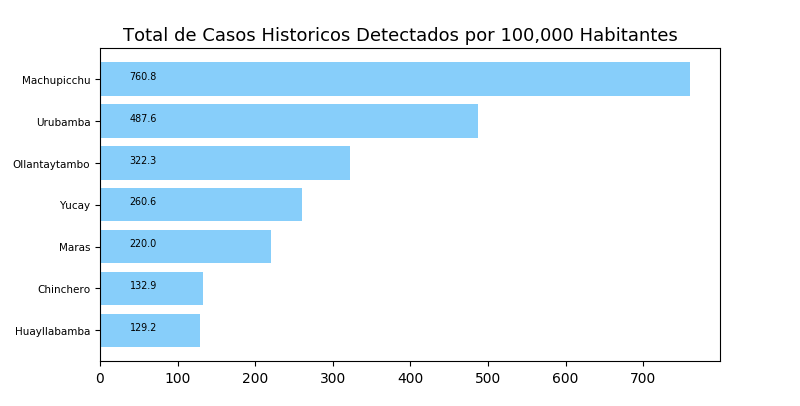 Total de Casos Historicos Detectados por 100,000 Habitantes
Machupicchu 760.8
Urubamba 487.6
Ollantaytambo 322.3
Yucay 260.6
Maras 220.0
Chinchero 132.9
Huayllabamba 129.2
0 100 200 300 400 500 600 700